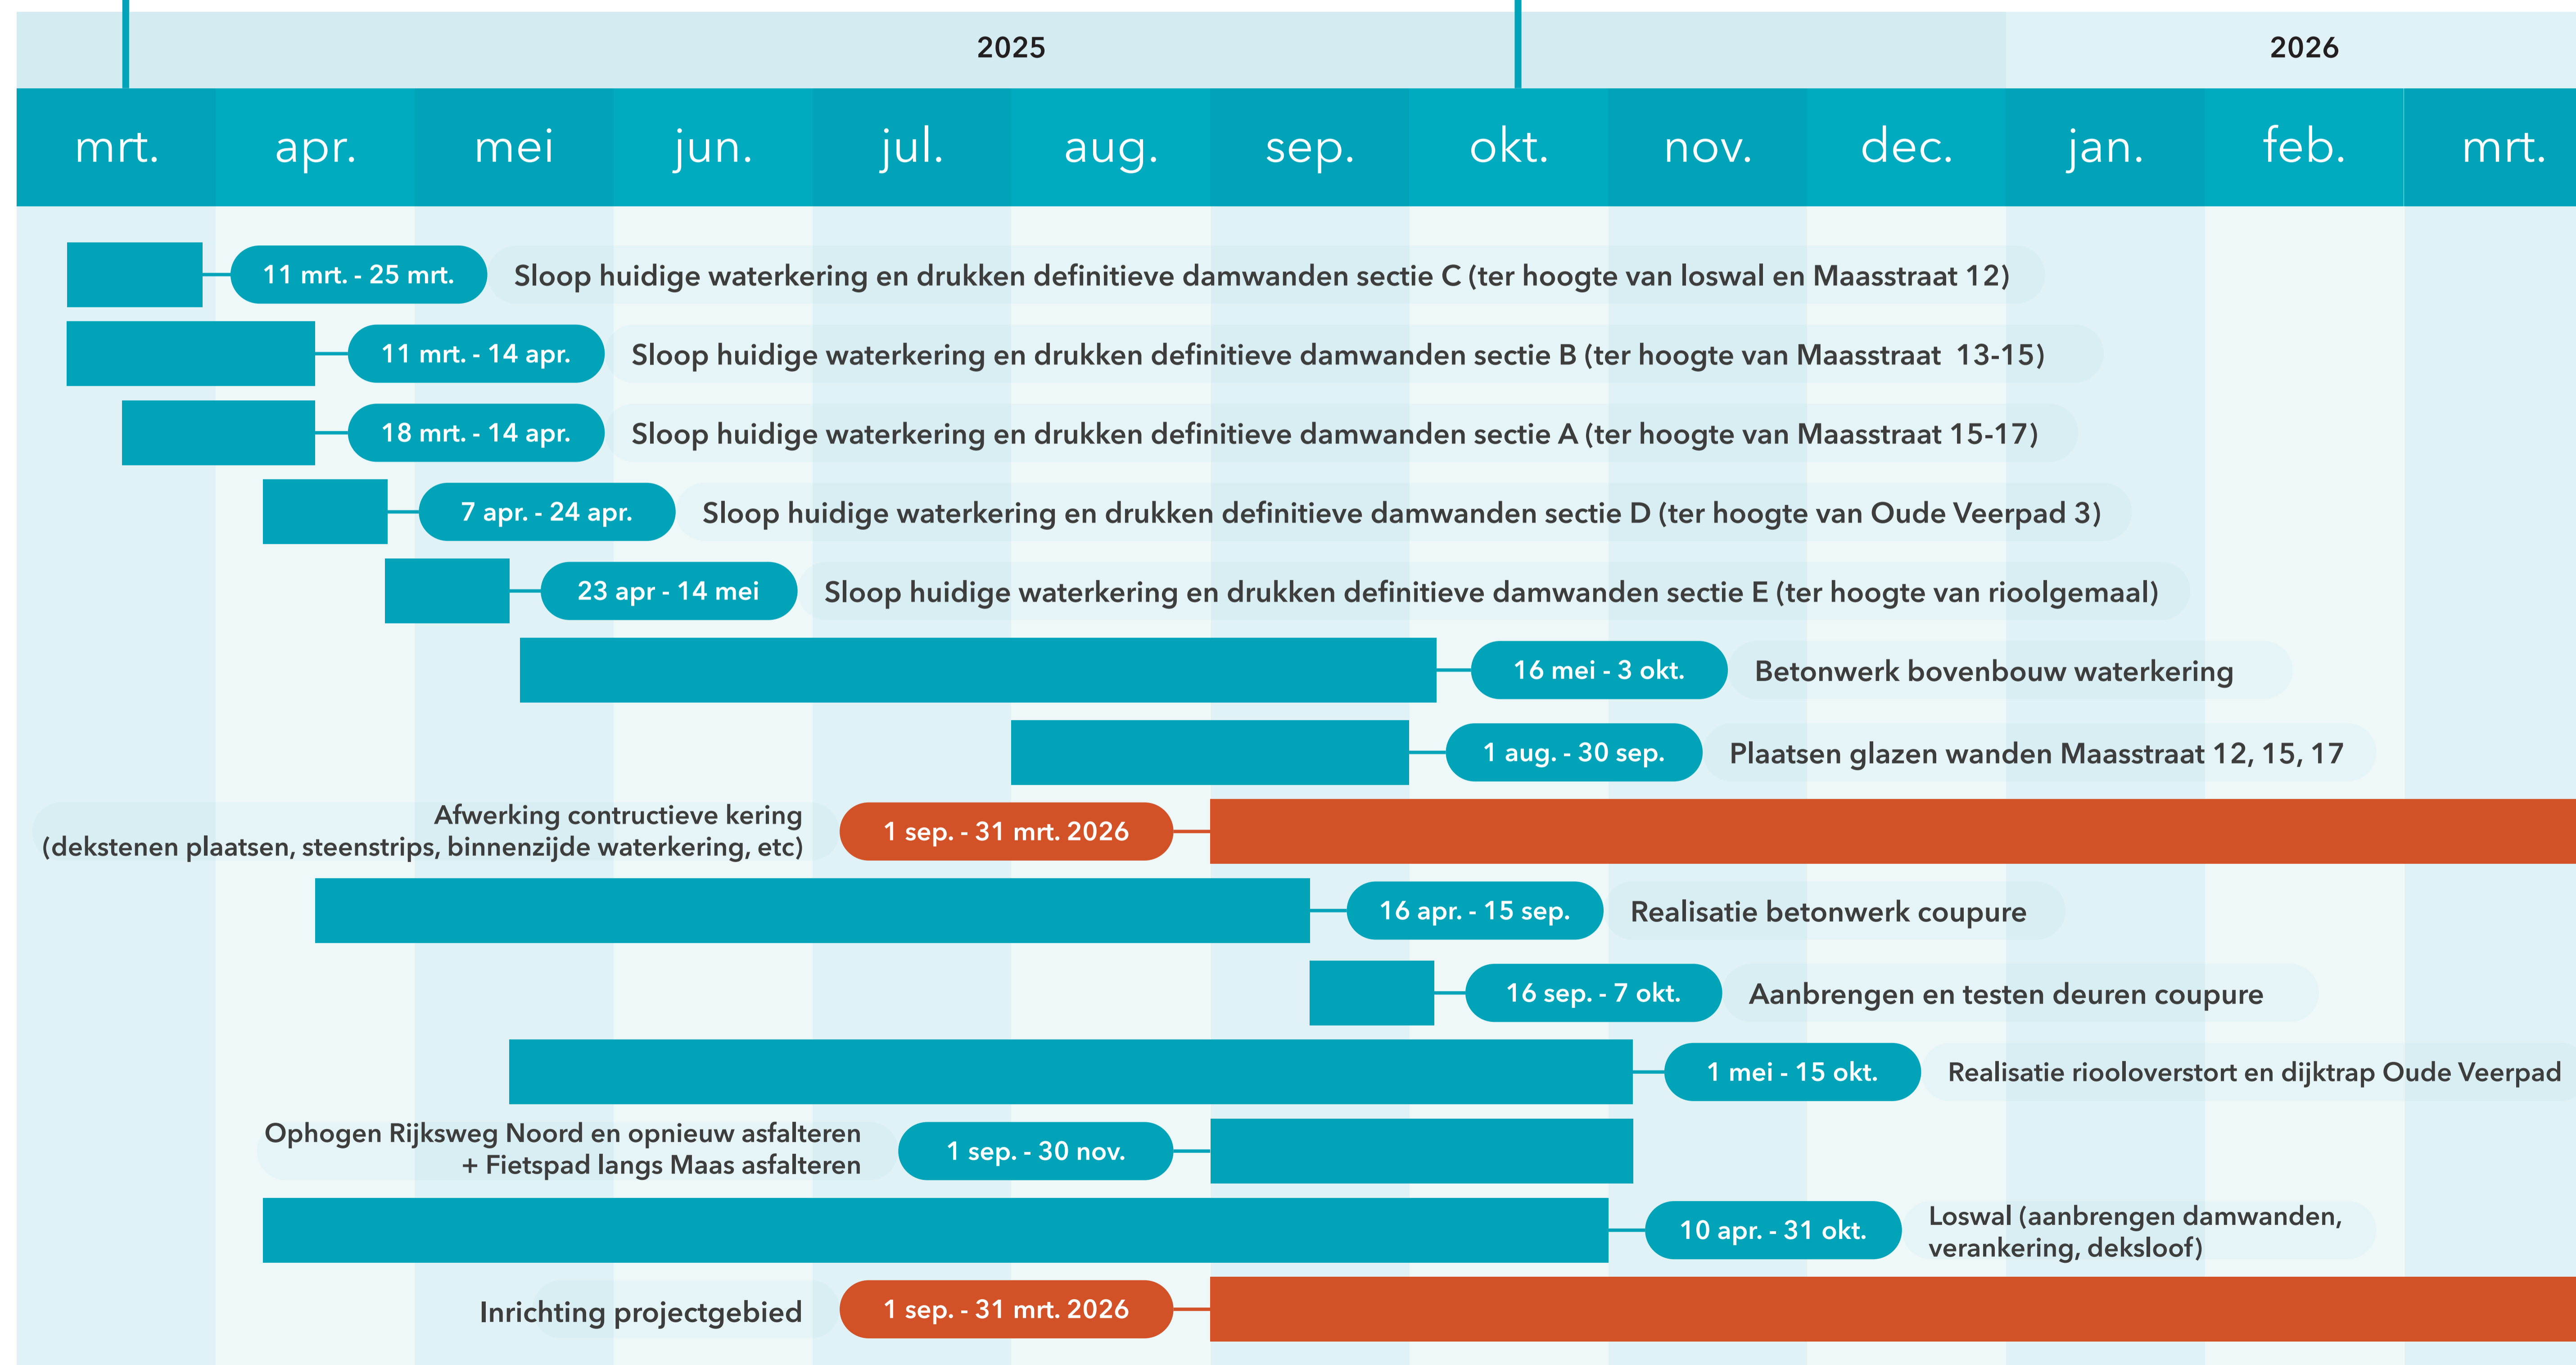 2025
2026
mrt.
apr.
mei
jun.
jul.
aug.
sep.
okt.
nov.
dec.
jan.
feb.
mrt.
11 mrt. - 25 mrt.
Sloop huidige waterkering en drukken definitieve damwanden sectie C (ter hoogte van loswal en Maasstraat 12)
11 mrt. - 14 apr.
Sloop huidige waterkering en drukken definitieve damwanden sectie B (ter hoogte van Maasstraat  13-15)
18 mrt. - 14 apr.
Sloop huidige waterkering en drukken definitieve damwanden sectie A (ter hoogte van Maasstraat 15-17)
7 apr. - 24 apr.
Sloop huidige waterkering en drukken definitieve damwanden sectie D (ter hoogte van Oude Veerpad 3)
23 apr - 14 mei
Sloop huidige waterkering en drukken definitieve damwanden sectie E (ter hoogte van rioolgemaal)
16 mei - 3 okt.
Betonwerk bovenbouw waterkering
1 aug. - 30 sep.
Plaatsen glazen wanden Maasstraat 12, 15, 17
Afwerking contructieve kering
(dekstenen plaatsen, steenstrips, binnenzijde waterkering, etc)
1 sep. - 31 mrt. 2026
16 apr. - 15 sep.
Realisatie betonwerk coupure
16 sep. - 7 okt.
Aanbrengen en testen deuren coupure
1 mei - 15 okt.
Realisatie riooloverstort en dijktrap Oude Veerpad
Ophogen Rijksweg Noord en opnieuw asfalteren
+ Fietspad langs Maas asfalteren
1 sep. - 30 nov.
10 apr. - 31 okt.
Loswal (aanbrengen damwanden,
verankering, deksloof)
Inrichting projectgebied
1 sep. - 31 mrt. 2026